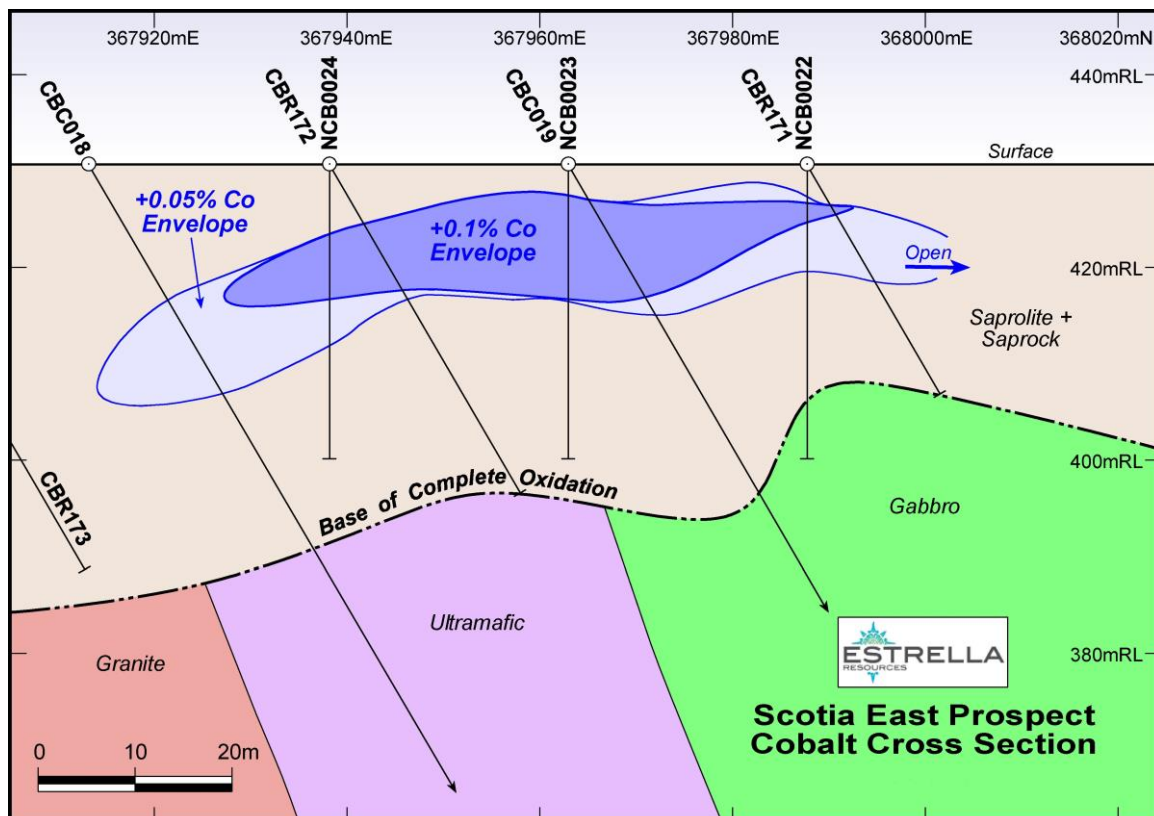 367920mE
367940mE
367960mE
367980mE
368000mE
368020mN
440mRL
CBC018
CBR172
NCB0024
CBC019
NCB0023
CBR171
NCB0022
Surface
+0.05% Co
Envelope
+0.1% Co
Envelope
Open
420mRL
Saprolite +
Saprock
CBR173
Base of Complete Oxidation
400mRL
Gabbro
Ultramafic
Granite
380mRL
ESTRELLA
RESOURCES
Scotia East Prospect
Cobalt Cross Section
0 10 20m